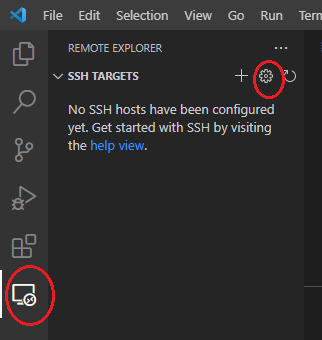 File Edit Selection View Go Run
REMOTE EXPLORER
SSH TARGETS
No SSH hosts have been configured
yet. Get started with SSH by visiting
the help view.